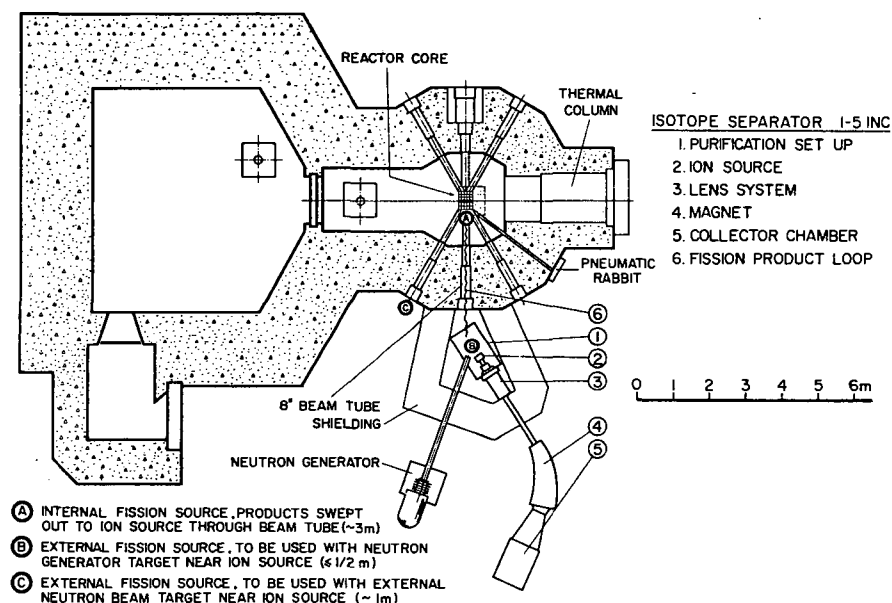 REACTOR CORE
THERMAL
COLUMN
ISOTOPE SEPARATOR 1-5 INC
1. PURIFICATION SET UP
2. ION SOURCE
3. LENS SYSTEM
4. MAGNET
5. COLLECTOR CHAMBER
6. FISSION PRODUCT LOOP
A
PNEUMATIC
RABBIT
C
6
B
1
2
3
0 1 2 3 4 5 6m
8" BEAM TUBE
SHIELDING
4
5
NEUTRON GENERATOR
A INTERNAL FISSION SOURCE, PRODUCTS SWEPT
OUT TO ION SOURCE THROUGH BEAM TUBE (~3m)
B EXTERNAL FISSION SOURCE, TO BE USED WITH NEUTRON
GENERATOR TARGET NEAR ION SOURCE (≤ 1/2 m)
C EXTERNAL FISSION SOURCE, TO BE USED WITH EXTERNAL
NEUTRON BEAM TARGET NEAR ION SOURCE (~ 1m)